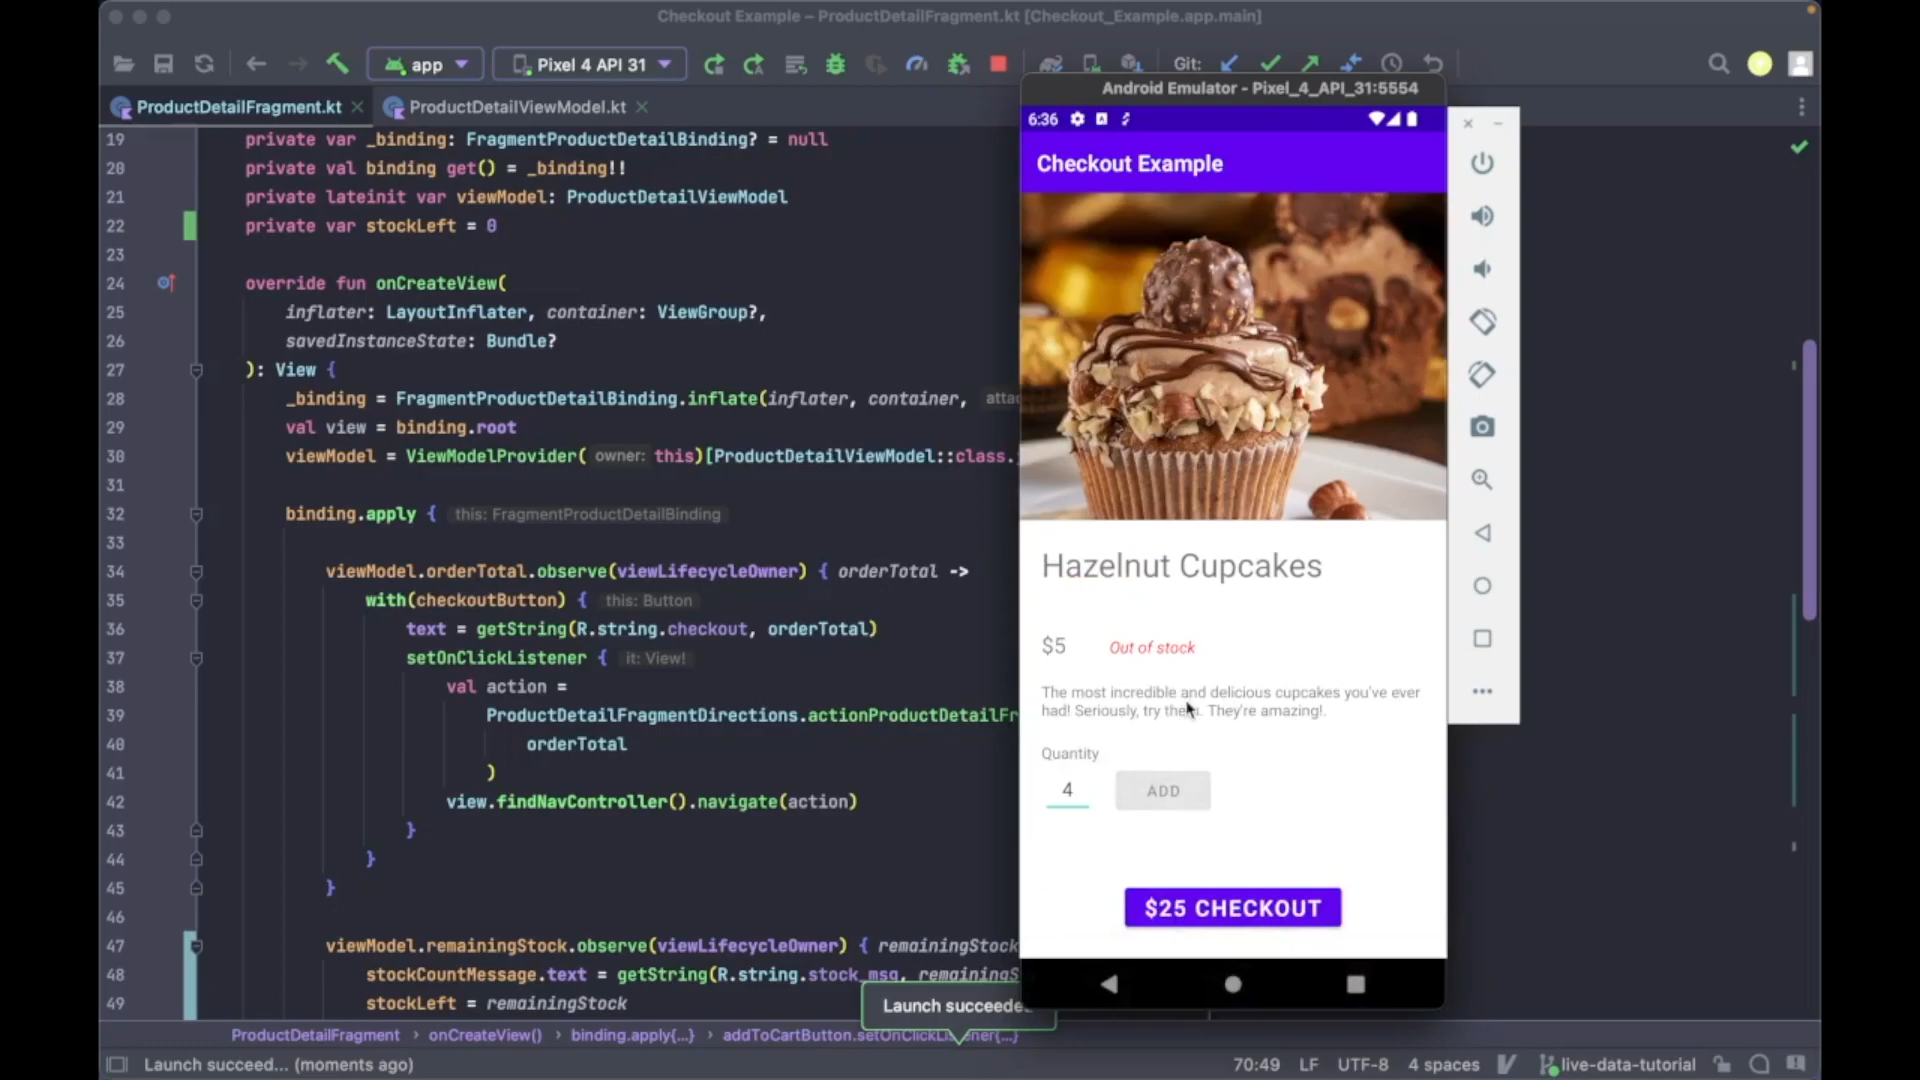 Checkout Example – ProductDetailFragment.kt [Checkout_Example.app.main]
app
Pixel 4 API 31
Git:
ProductDetailFragment.kt
ProductDetailViewModel.kt
19 private var _binding: FragmentProductDetailBinding? = null
20 private val binding get() = _binding!!
21 private lateinit var viewModel: ProductDetailViewModel
22 private var stockLeft = 0
23
24 override fun onCreateView(
25 inflater: LayoutInflater, container: ViewGroup?,
26 savedInstanceState: Bundle?
27 ): View {
28 _binding = FragmentProductDetailBinding.inflate(inflater, container,
29 val view = binding.root
30 viewModel = ViewModelProvider( owner: this)[ProductDetailViewModel::class.
31
32 binding.apply { this: FragmentProductDetailBinding
33
34 viewModel.orderTotal.observe(viewLifecycleOwner) { orderTotal ->
35 with(checkoutButton) { this: Button
36 text = getString(R.string.checkout, orderTotal)
37 setOnClickListener { it: View!
38 val action =
39 ProductDetailFragmentDirections.actionProductDetailFr
40 orderTotal
41 )
42 view.findNavController().navigate(action)
43 }
44 }
45 }
46
47 viewModel.remainingStock.observe(viewLifecycleOwner) { remainingStock
48 stockCountMessage.text = getString(R.string.stock_msg, remainingS
49 stockLeft = remainingStock
Launch succeede
ProductDetailFragment › onCreateView() › binding.apply{...} › addToCartButton.setOnClickListener{...}
Launch succeed... (moments ago)
70:49 LF UTF-8 4 spaces live-data-tutorial
Android Emulator - Pixel_4_API_31:5554
6:36
Checkout Example
Hazelnut Cupcakes
$5 Out of stock
The most incredible and delicious cupcakes you've ever
had! Seriously, try them. They're amazing!.
Quantity
4 ADD
$25 CHECKOUT